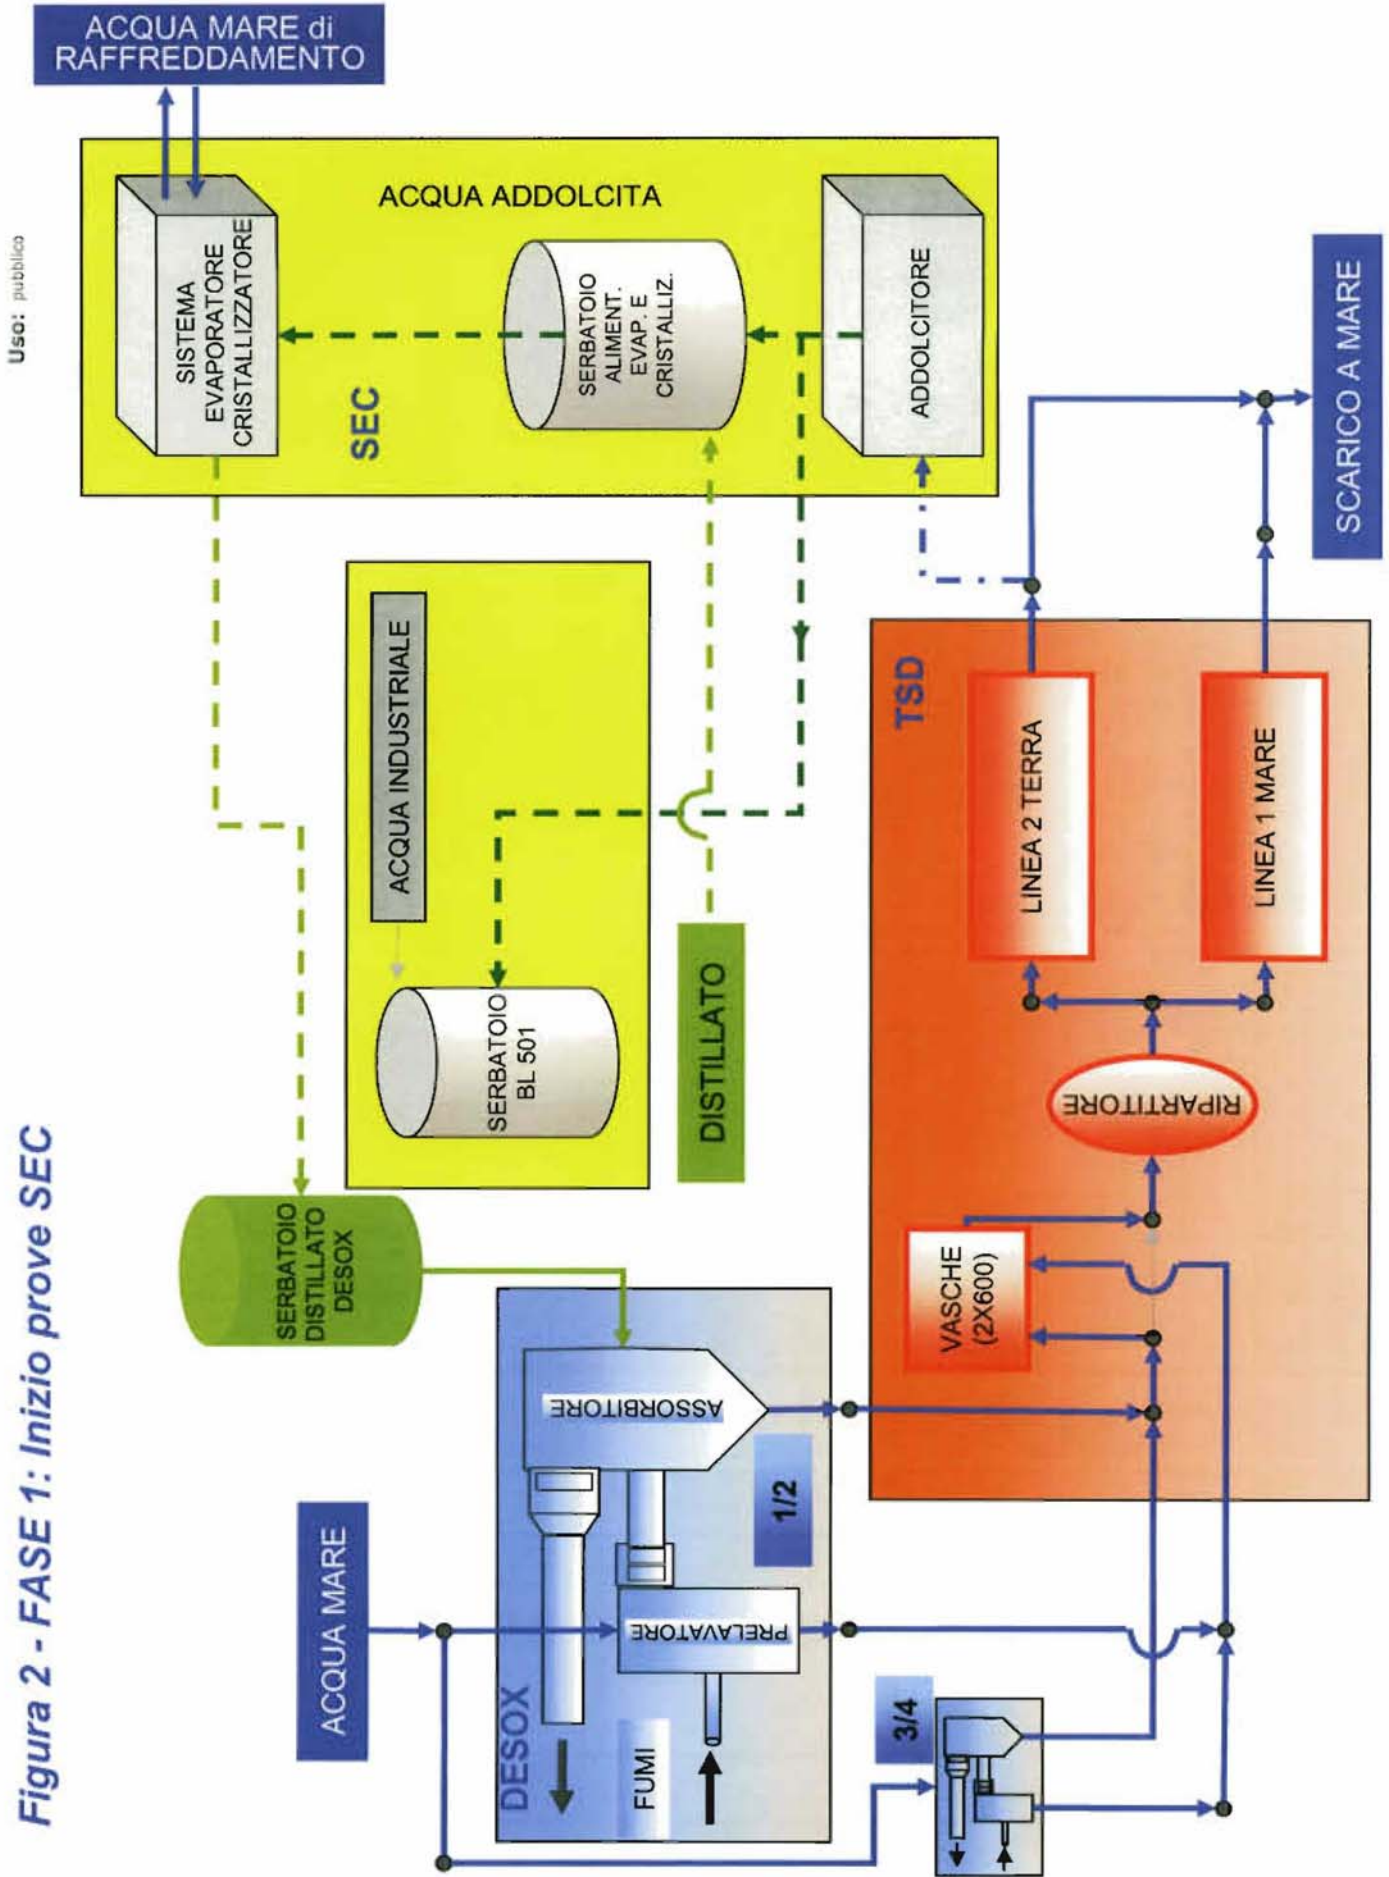 Uso: pubblico
Figura 2 - FASE 1: Inizio prove SEC
ACQUA MARE di
RAFFREDDAMENTO
SISTEMA
EVAPORATORE
CRISTALLIZZATORE
ACQUA ADDOLCITA
SEC
SERBATOIO
ALIMENT.
EVAP. E
CRISTALLIZ.
ADDOLCITORE
ACQUA INDUSTRIALE
SERBATOIO
BL 501
DISTILLATO
SERBATOIO
DISTILLATO
DESOX
ACQUA MARE
DESOX
FUMI
ASSORBITORE
PRELAVATORE
1/2
3/4
TSD
VASCHE
(2X600)
RIPARTITORE
LINEA 2 TERRA
LINEA 1 MARE
SCARICO A MARE